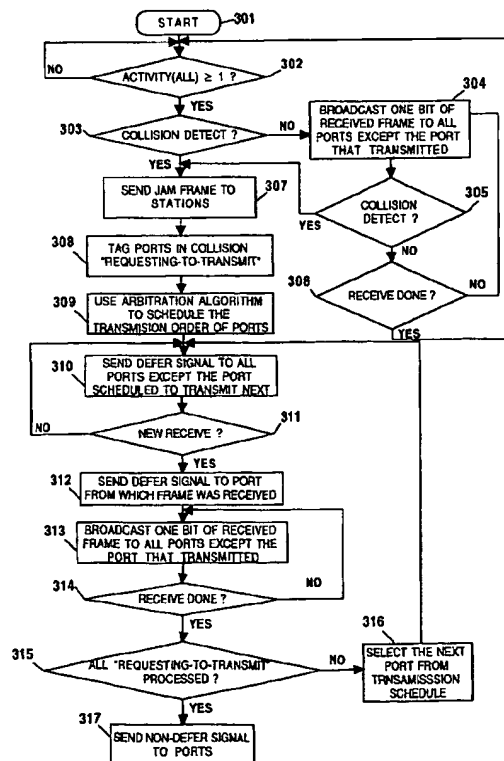 START
301
NO
ACTIVITY(ALL) ≥ 1 ?
302
YES
303
COLLISION DETECT ?
NO
304
BROADCAST ONE BIT OF
RECEIVED FRAME TO ALL
PORTS EXCEPT THE PORT
THAT TRANSMITTED
YES
SEND JAM FRAME TO
STATIONS
307
COLLISION
DETECT ?
305
YES
NO
308
TAG PORTS IN COLLISION
"REQUESTING-TO-TRANSMIT"
306
RECEIVE DONE ?
NO
YES
309
USE ARBITRATION ALGORITHM
TO SCHEDULE THE
TRANSMISION ORDER OF PORTS
310
SEND DEFER SIGNAL TO ALL
PORTS EXCEPT THE PORT
SCHEDULED TO TRANSMIT NEXT
NO
NEW RECEIVE ?
311
YES
312
SEND DEFER SIGNAL TO PORT
FROM WHICH FRAME WAS RECEIVED
313
BROADCAST ONE BIT OF RECEIVED
FRAME TO ALL PORTS EXCEPT THE
PORT THAT TRANSMITTED
314
RECEIVE DONE ?
NO
YES
315
ALL "REQUESTING-TO-TRANSMIT"
PROCESSED ?
NO
316
SELECT THE NEXT
PORT FROM
TRNSAMISSSION
SCHEDULE
YES
317
SEND NON-DEFER SIGNAL
TO PORTS